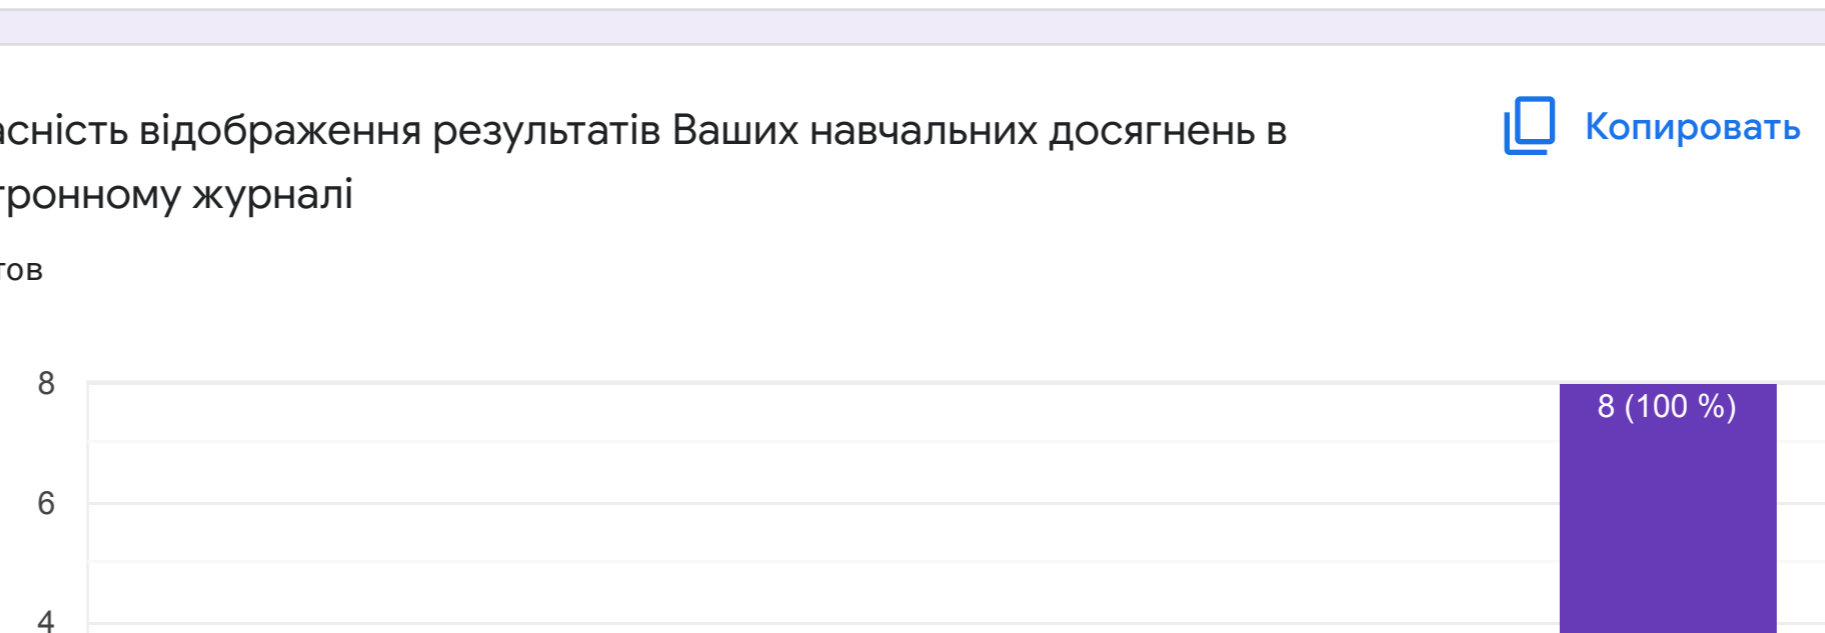 асність відображення результатів Ваших навчальних досягнень в
Копировать
тронному журналі
тов
8
8 (100 %)
6
4